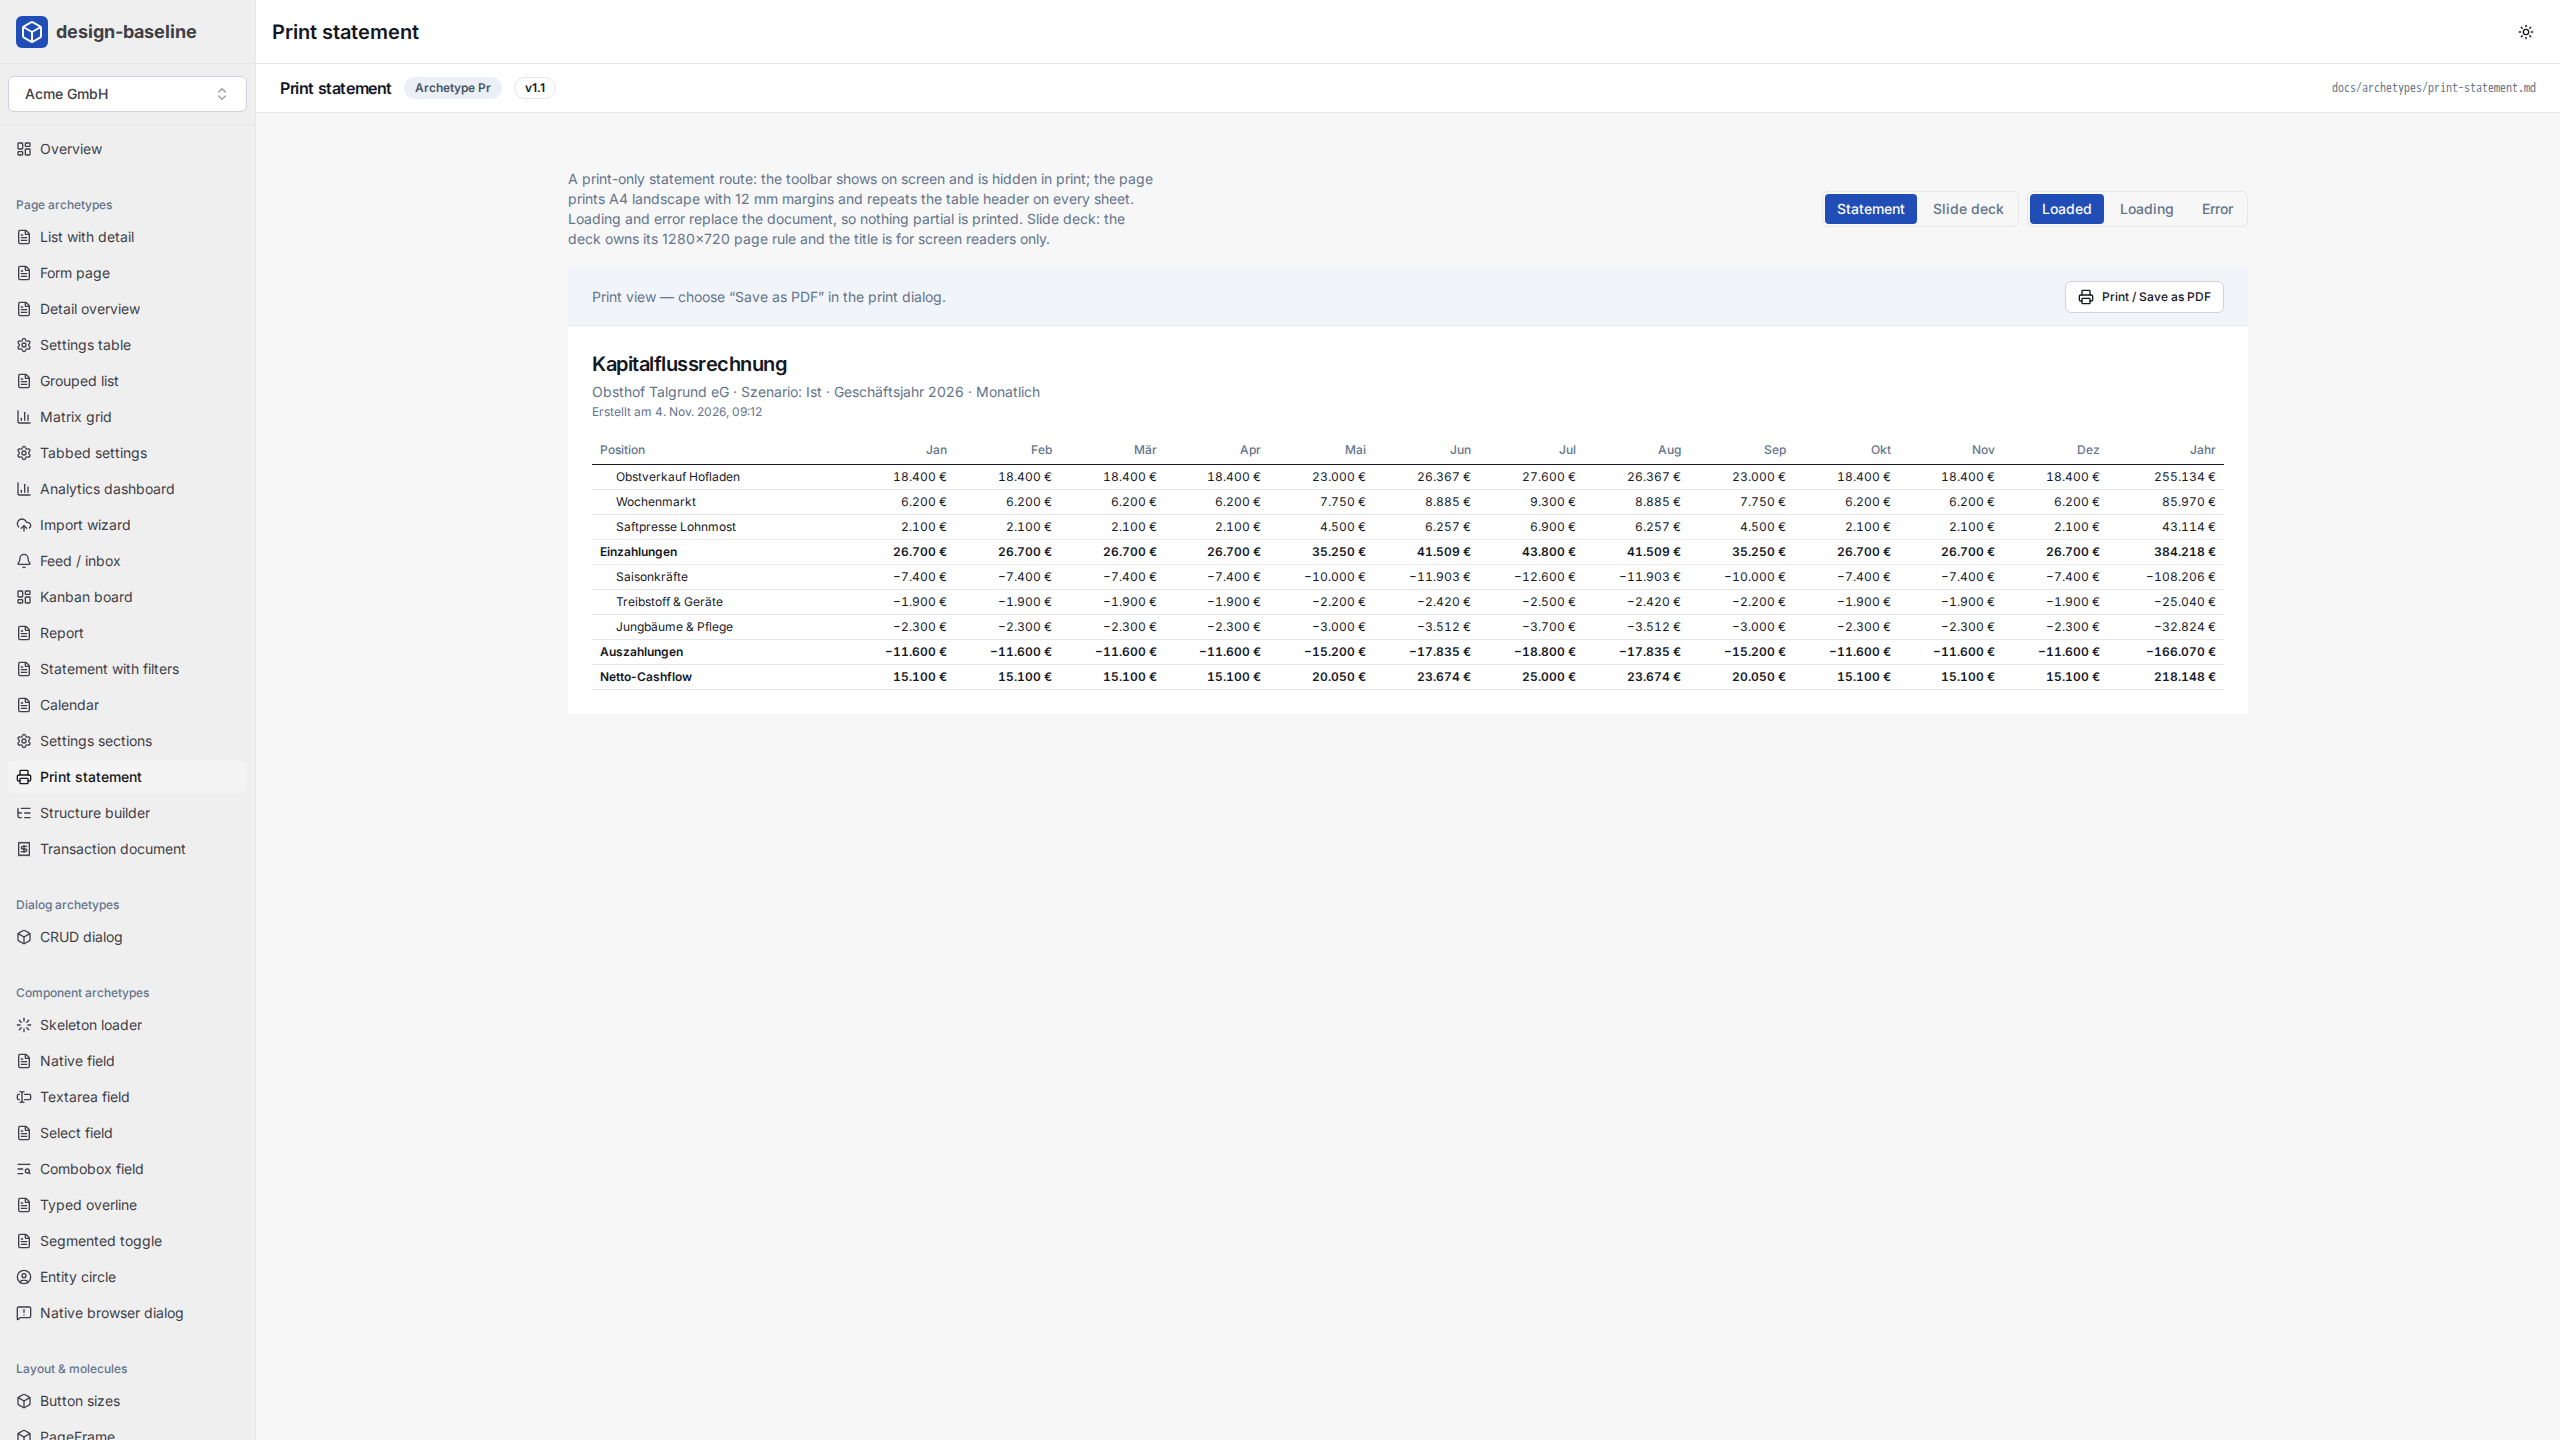 design-baseline
Acme GmbH
Overview
Page archetypes
List with detail
Form page
Detail overview
Settings table
Grouped list
Matrix grid
Tabbed settings
Analytics dashboard
Import wizard
Feed / inbox
Kanban board
Report
Statement with filters
Calendar
Settings sections
Print statement
Structure builder
Transaction document
Dialog archetypes
CRUD dialog
Component archetypes
Skeleton loader
Native field
Textarea field
Select field
Combobox field
Typed overline
Segmented toggle
Entity circle
Native browser dialog
Layout & molecules
Button sizes
PageFrame
Print statement
Print statement Archetype Pr v1.1 docs/archetypes/print-statement.md
A print-only statement route: the toolbar shows on screen and is hidden in print; the page
prints A4 landscape with 12 mm margins and repeats the table header on every sheet.
Loading and error replace the document, so nothing partial is printed. Slide deck: the
deck owns its 1280×720 page rule and the title is for screen readers only.
Statement Slide deck Loaded Loading Error
Print view — choose “Save as PDF” in the print dialog. Print / Save as PDF
Kapitalflussrechnung
Obsthof Talgrund eG · Szenario: Ist · Geschäftsjahr 2026 · Monatlich
Erstellt am 4. Nov. 2026, 09:12
Position Jan Feb Mär Apr Mai Jun Jul Aug Sep Okt Nov Dez Jahr
Obstverkauf Hofladen 18.400 € 18.400 € 18.400 € 18.400 € 23.000 € 26.367 € 27.600 € 26.367 € 23.000 € 18.400 € 18.400 € 18.400 € 255.134 €
Wochenmarkt 6.200 € 6.200 € 6.200 € 6.200 € 7.750 € 8.885 € 9.300 € 8.885 € 7.750 € 6.200 € 6.200 € 6.200 € 85.970 €
Saftpresse Lohnmost 2.100 € 2.100 € 2.100 € 2.100 € 4.500 € 6.257 € 6.900 € 6.257 € 4.500 € 2.100 € 2.100 € 2.100 € 43.114 €
Einzahlungen 26.700 € 26.700 € 26.700 € 26.700 € 35.250 € 41.509 € 43.800 € 41.509 € 35.250 € 26.700 € 26.700 € 26.700 € 384.218 €
Saisonkräfte −7.400 € −7.400 € −7.400 € −7.400 € −10.000 € −11.903 € −12.600 € −11.903 € −10.000 € −7.400 € −7.400 € −7.400 € −108.206 €
Treibstoff & Geräte −1.900 € −1.900 € −1.900 € −1.900 € −2.200 € −2.420 € −2.500 € −2.420 € −2.200 € −1.900 € −1.900 € −1.900 € −25.040 €
Jungbäume & Pflege −2.300 € −2.300 € −2.300 € −2.300 € −3.000 € −3.512 € −3.700 € −3.512 € −3.000 € −2.300 € −2.300 € −2.300 € −32.824 €
Auszahlungen −11.600 € −11.600 € −11.600 € −11.600 € −15.200 € −17.835 € −18.800 € −17.835 € −15.200 € −11.600 € −11.600 € −11.600 € −166.070 €
Netto-Cashflow 15.100 € 15.100 € 15.100 € 15.100 € 20.050 € 23.674 € 25.000 € 23.674 € 20.050 € 15.100 € 15.100 € 15.100 € 218.148 €